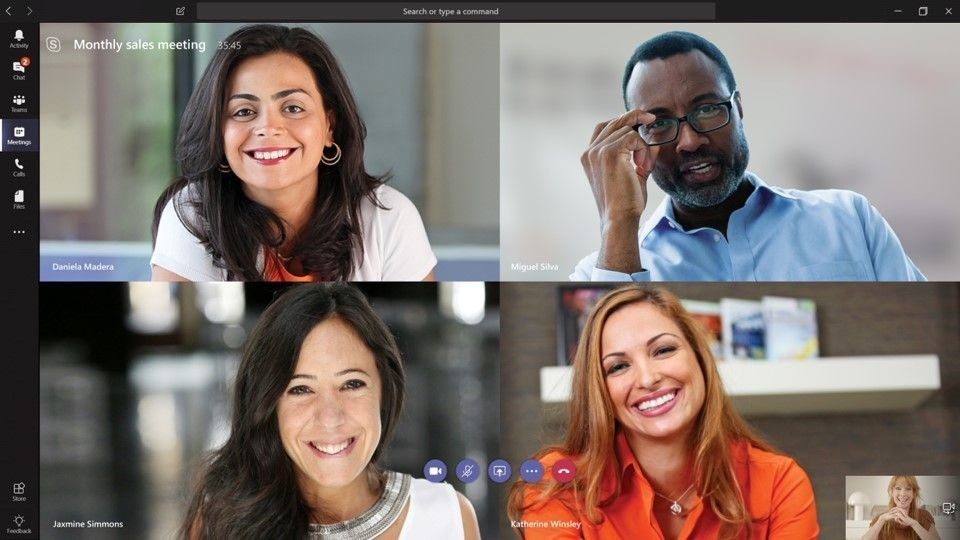 Search or type a command
Monthly sales meeting 35:45
Activity
2
Chat
Teams
Meetings
Calls
Files
Daniela Madera
Miguel Silva
Store
Feedback
Jaxmine Simmons
Katherine Winsley